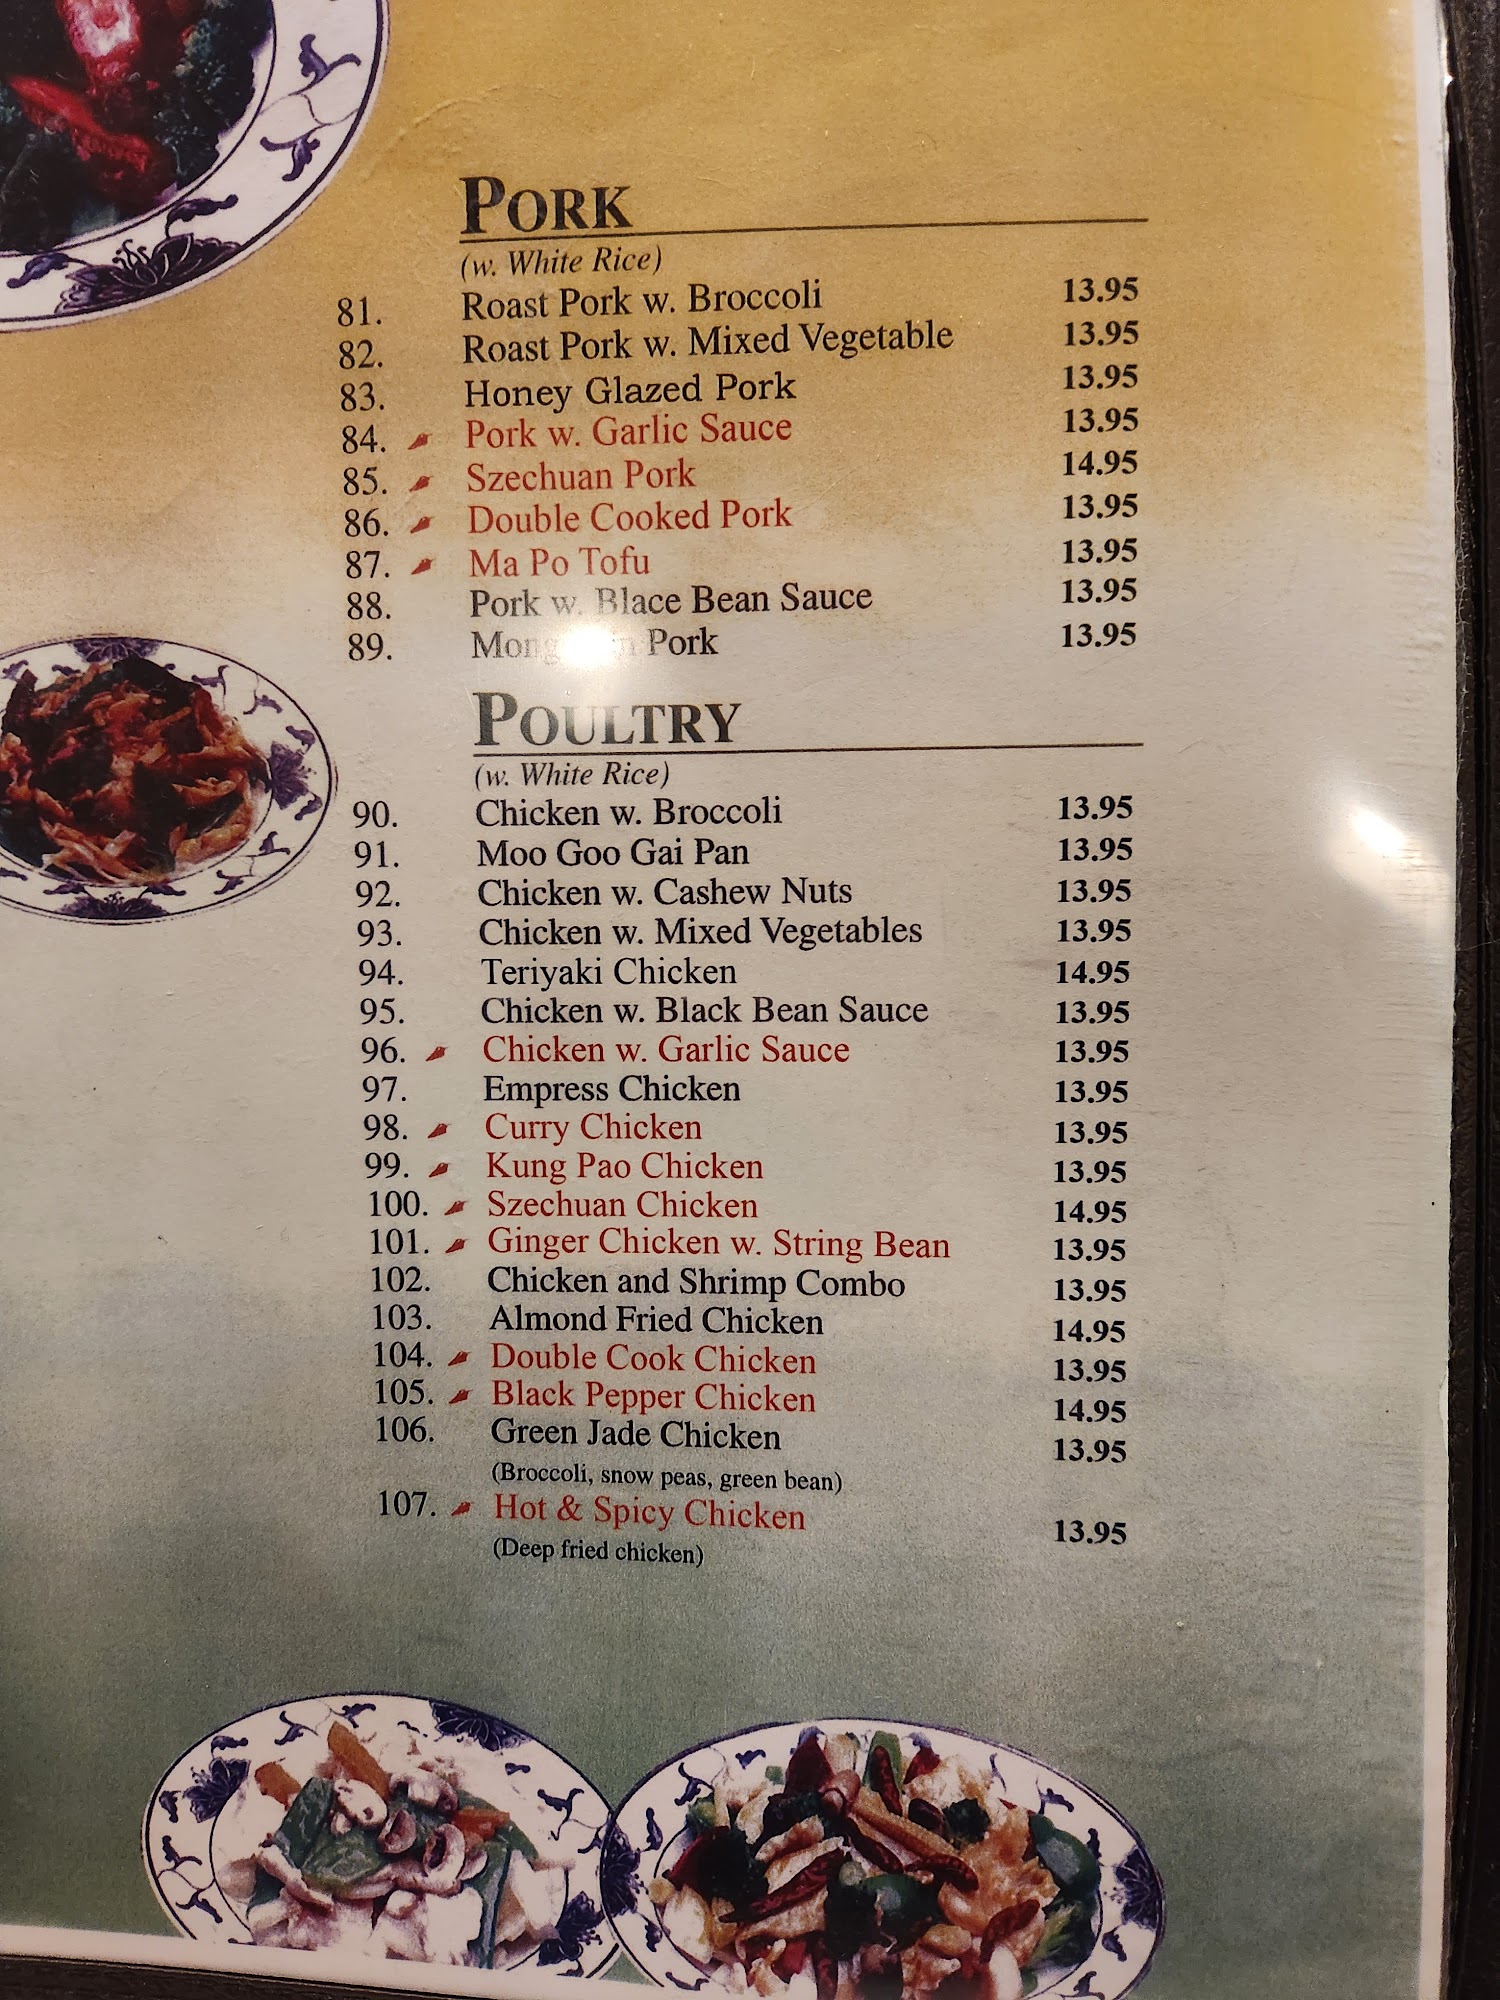 PORK
(w. White Rice)
81. Roast Pork w. Broccoli 13.95
82. Roast Pork w. Mixed Vegetable 13.95
83. Honey Glazed Pork 13.95
84. Pork w. Garlic Sauce 13.95
85. Szechuan Pork 14.95
86. Double Cooked Pork 13.95
87. Ma Po Tofu 13.95
88. Pork w. Blace Bean Sauce 13.95
89. Pork 13.95
POULTRY
(w. White Rice)
90. Chicken w. Broccoli 13.95
91. Moo Goo Gai Pan 13.95
92. Chicken w. Cashew Nuts 13.95
93. Chicken w. Mixed Vegetables 13.95
94. Teriyaki Chicken 14.95
95. Chicken w. Black Bean Sauce 13.95
96. Chicken w. Garlic Sauce 13.95
97. Empress Chicken 13.95
98. Curry Chicken 13.95
99. Kung Pao Chicken 13.95
100. Szechuan Chicken 14.95
101. Ginger Chicken w. String Bean 13.95
102. Chicken and Shrimp Combo 13.95
103. Almond Fried Chicken 14.95
104. Double Cook Chicken 13.95
105. Black Pepper Chicken 14.95
106. Green Jade Chicken 13.95
(Broccoli, snow peas, green bean)
107. Hot & Spicy Chicken 13.95
(Deep fried chicken)